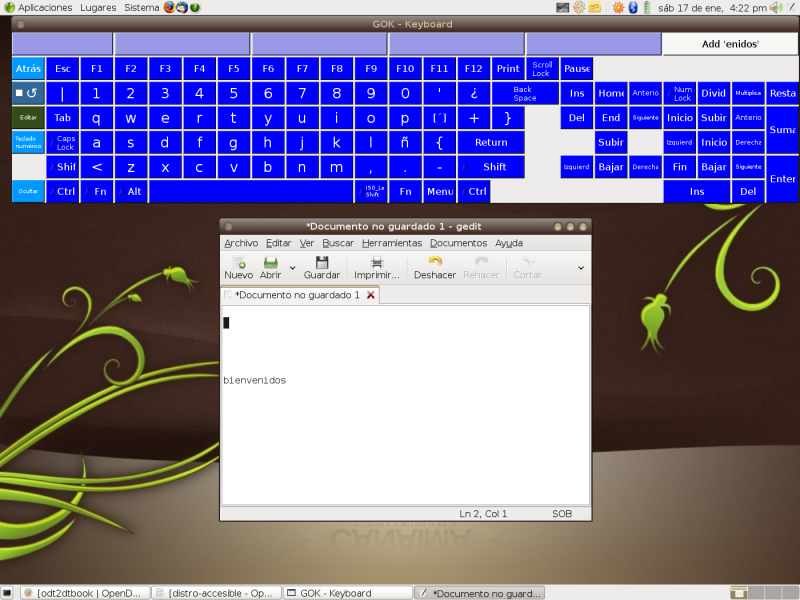 Aplicaciones Lugares Sistema sáb 17 de ene, 4:22 pm
GOK - Keyboard
Add 'enidos'
Atrás Esc F1 F2 F3 F4 F5 F6 F7 F8 F9 F10 F11 F12 Print Scroll Lock Pause
| 1 2 3 4 5 6 7 8 9 0 ' ¿ Back Space Ins Home Anterio Num Lock Divid Multiplica Resta
Editar Tab q w e r t y u i o p [´] + } Del End Siguiente Inicio Subir Anterio Suma
Teclado numérico Caps Lock a s d f g h j k l ñ { Return Subir Izquierd Inicio Derecha
Shif < z x c v b n m , . - Shift Izquierd Bajar Derecha Fin Bajar Siguiente Enter
Ocultar Ctrl Fn Alt ISO_Le Shift Fn Menu Ctrl Ins Del
*Documento no guardado 1 - gedit
Archivo Editar Ver Buscar Herramientas Documentos Ayuda
Nuevo Abrir Guardar Imprimir... Deshacer Rehacer Cortar
*Documento no guardado 1
bienvenidos
Ln 2, Col 1 SOB
CANAIMA
[odt2dtbook | OpenD... [distro-accesible - Op... GOK - Keyboard *Documento no guard...